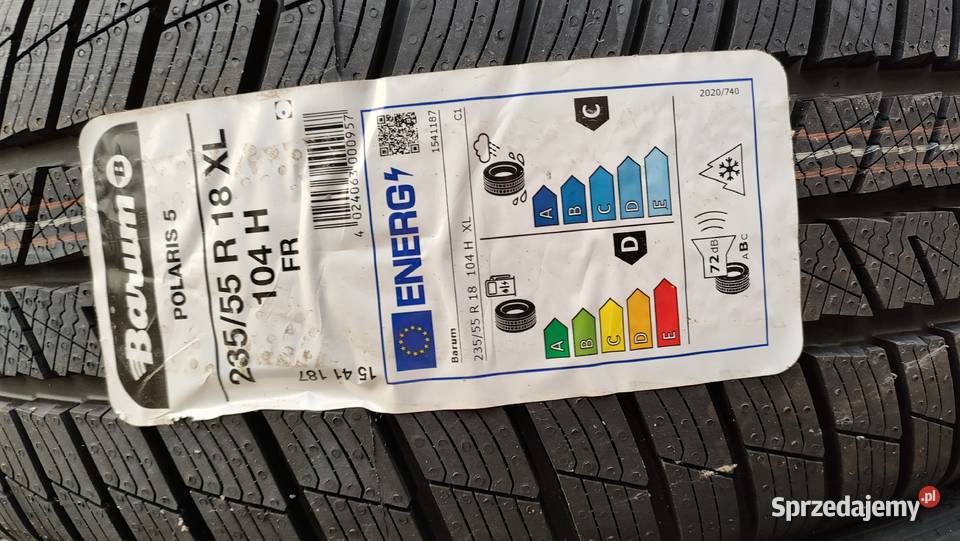 Barum B
POLARIS 5
235/55 R 18 XL
104 H
FR
4 024063 000957
15 41 187
ENERG
1541187
Barum
235/55 R 18 104 H XL
C1
A
B
C
D
E
D
A
B
C
D
E
C
72 dB
ABC
2020/740
Sprzedajemy.pl